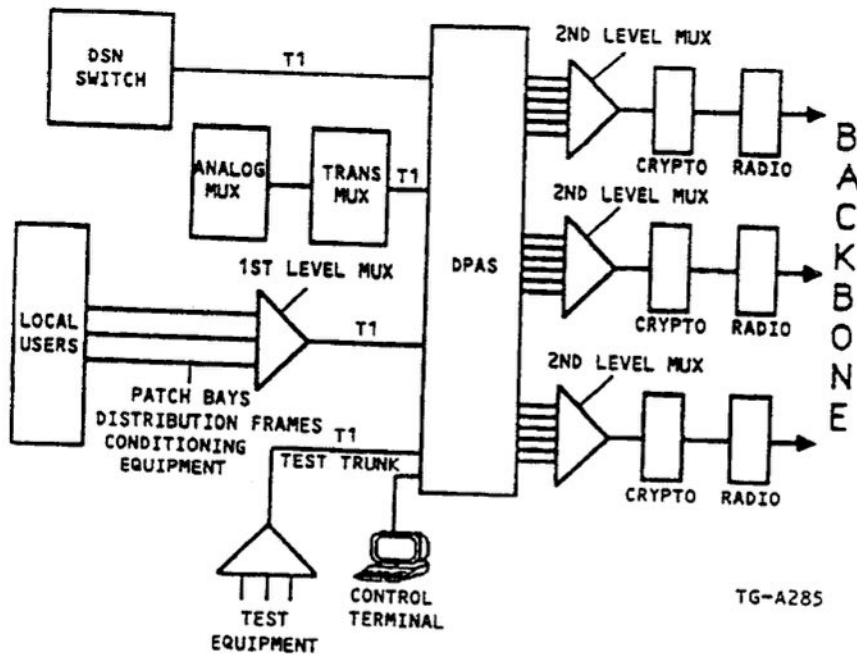 DSN
SWITCH
T1
2ND LEVEL MUX
CRYPTO
RADIO
ANALOG
MUX
TRANS
MUX
T1
DPAS
2ND LEVEL MUX
CRYPTO
RADIO
1ST LEVEL MUX
LOCAL
USERS
T1
PATCH BAYS
DISTRIBUTION FRAMES
CONDITIONING
EQUIPMENT
2ND LEVEL MUX
CRYPTO
RADIO
BACKBONE
T1
TEST TRUNK
TEST
EQUIPMENT
CONTROL
TERMINAL
TG-A285